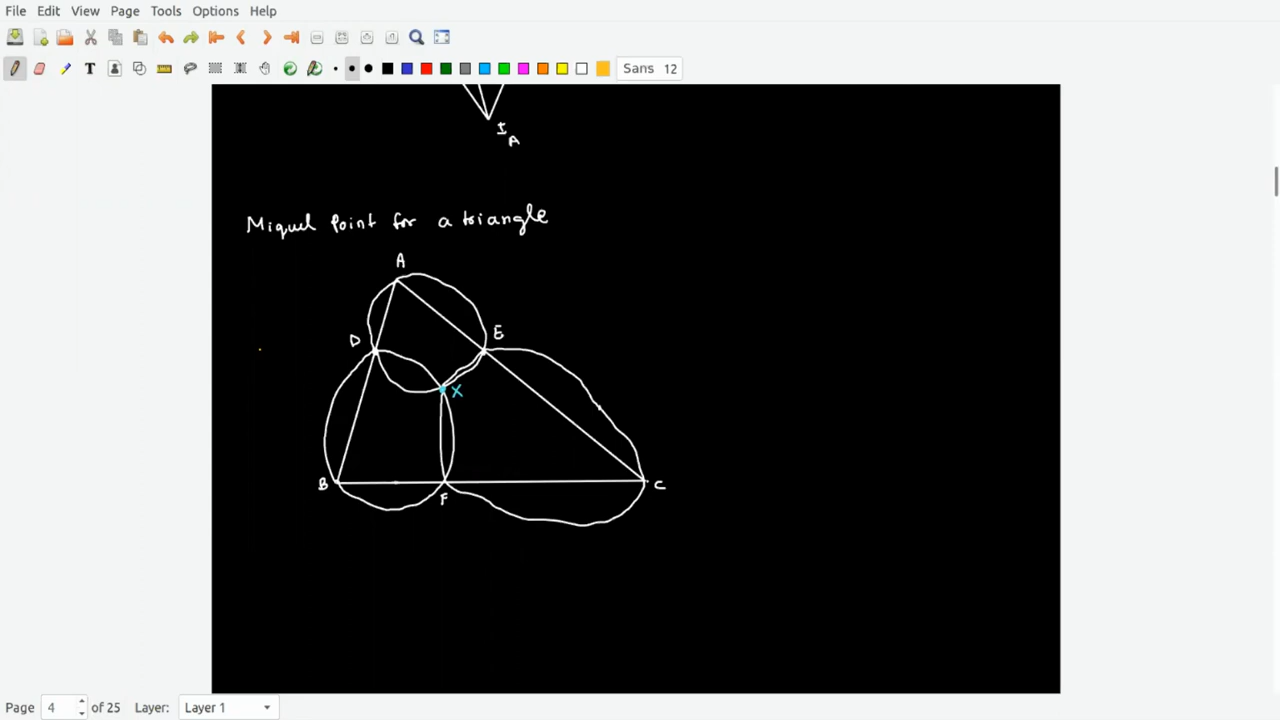 File Edit View Page Tools Options Help
T
Sans 12
I
A
Miquel Point for a triangle
A
D
E
X
B
F
C
Page 4 of 25 Layer: Layer 1